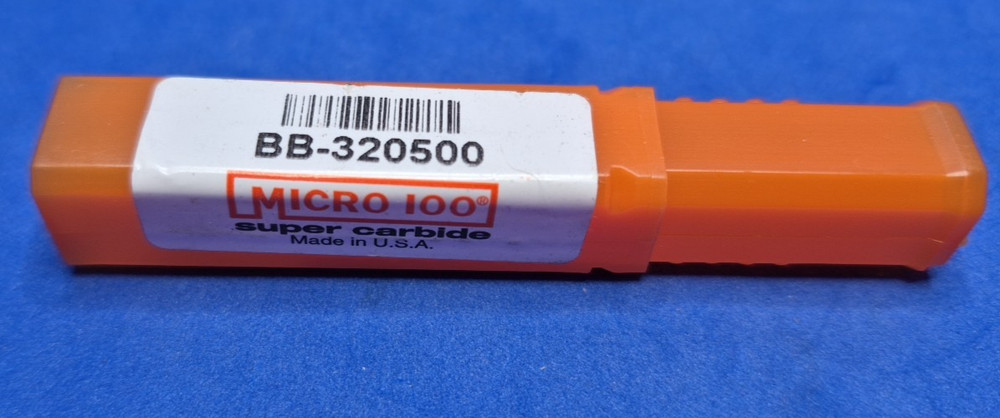 BB-320500
MICRO 100®
super carbide
Made in U.S.A.